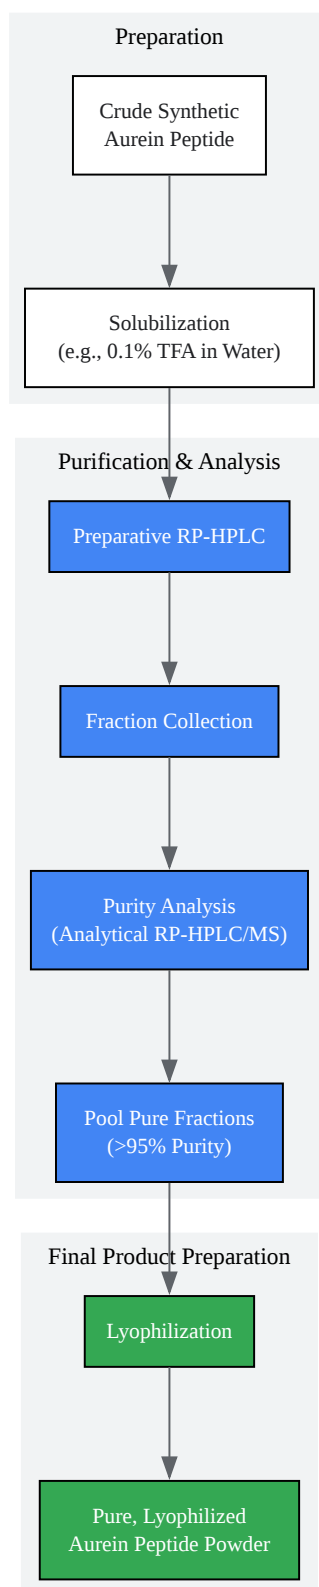 Preparation
Crude Synthetic
Aurein Peptide
Solubilization
(e.g., 0.1% TFA in Water)
Purification & Analysis
Preparative RP-HPLC
Fraction Collection
Purity Analysis
(Analytical RP-HPLC/MS)
Pool Pure Fractions
(>95% Purity)
Final Product Preparation
Lyophilization
Pure, Lyophilized
Aurein Peptide Powder